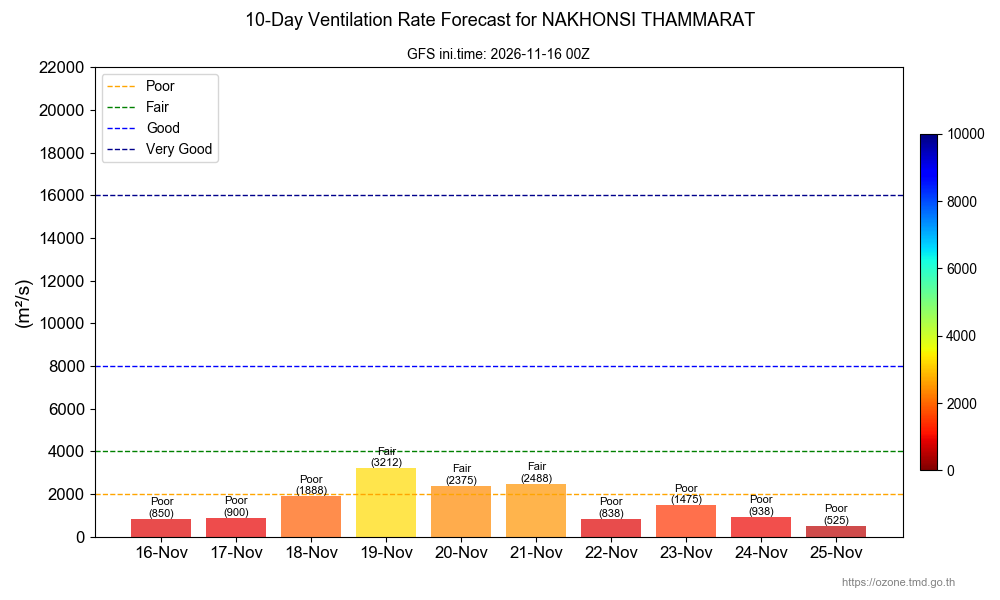 10-Day Ventilation Rate Forecast for NAKHONSI THAMMARAT
GFS ini.time: 2026-11-16 00Z
(m²/s)
22000
20000
18000
16000
14000
12000
10000
8000
6000
4000
2000
0
Poor
Fair
Good
Very Good
Poor
(850)
Poor
(900)
Poor
(1888)
Fair
(3212)
Fair
(2375)
Fair
(2488)
Poor
(838)
Poor
(1475)
Poor
(938)
Poor
(525)
16-Nov
17-Nov
18-Nov
19-Nov
20-Nov
21-Nov
22-Nov
23-Nov
24-Nov
25-Nov
10000
8000
6000
4000
2000
0
https://ozone.tmd.go.th